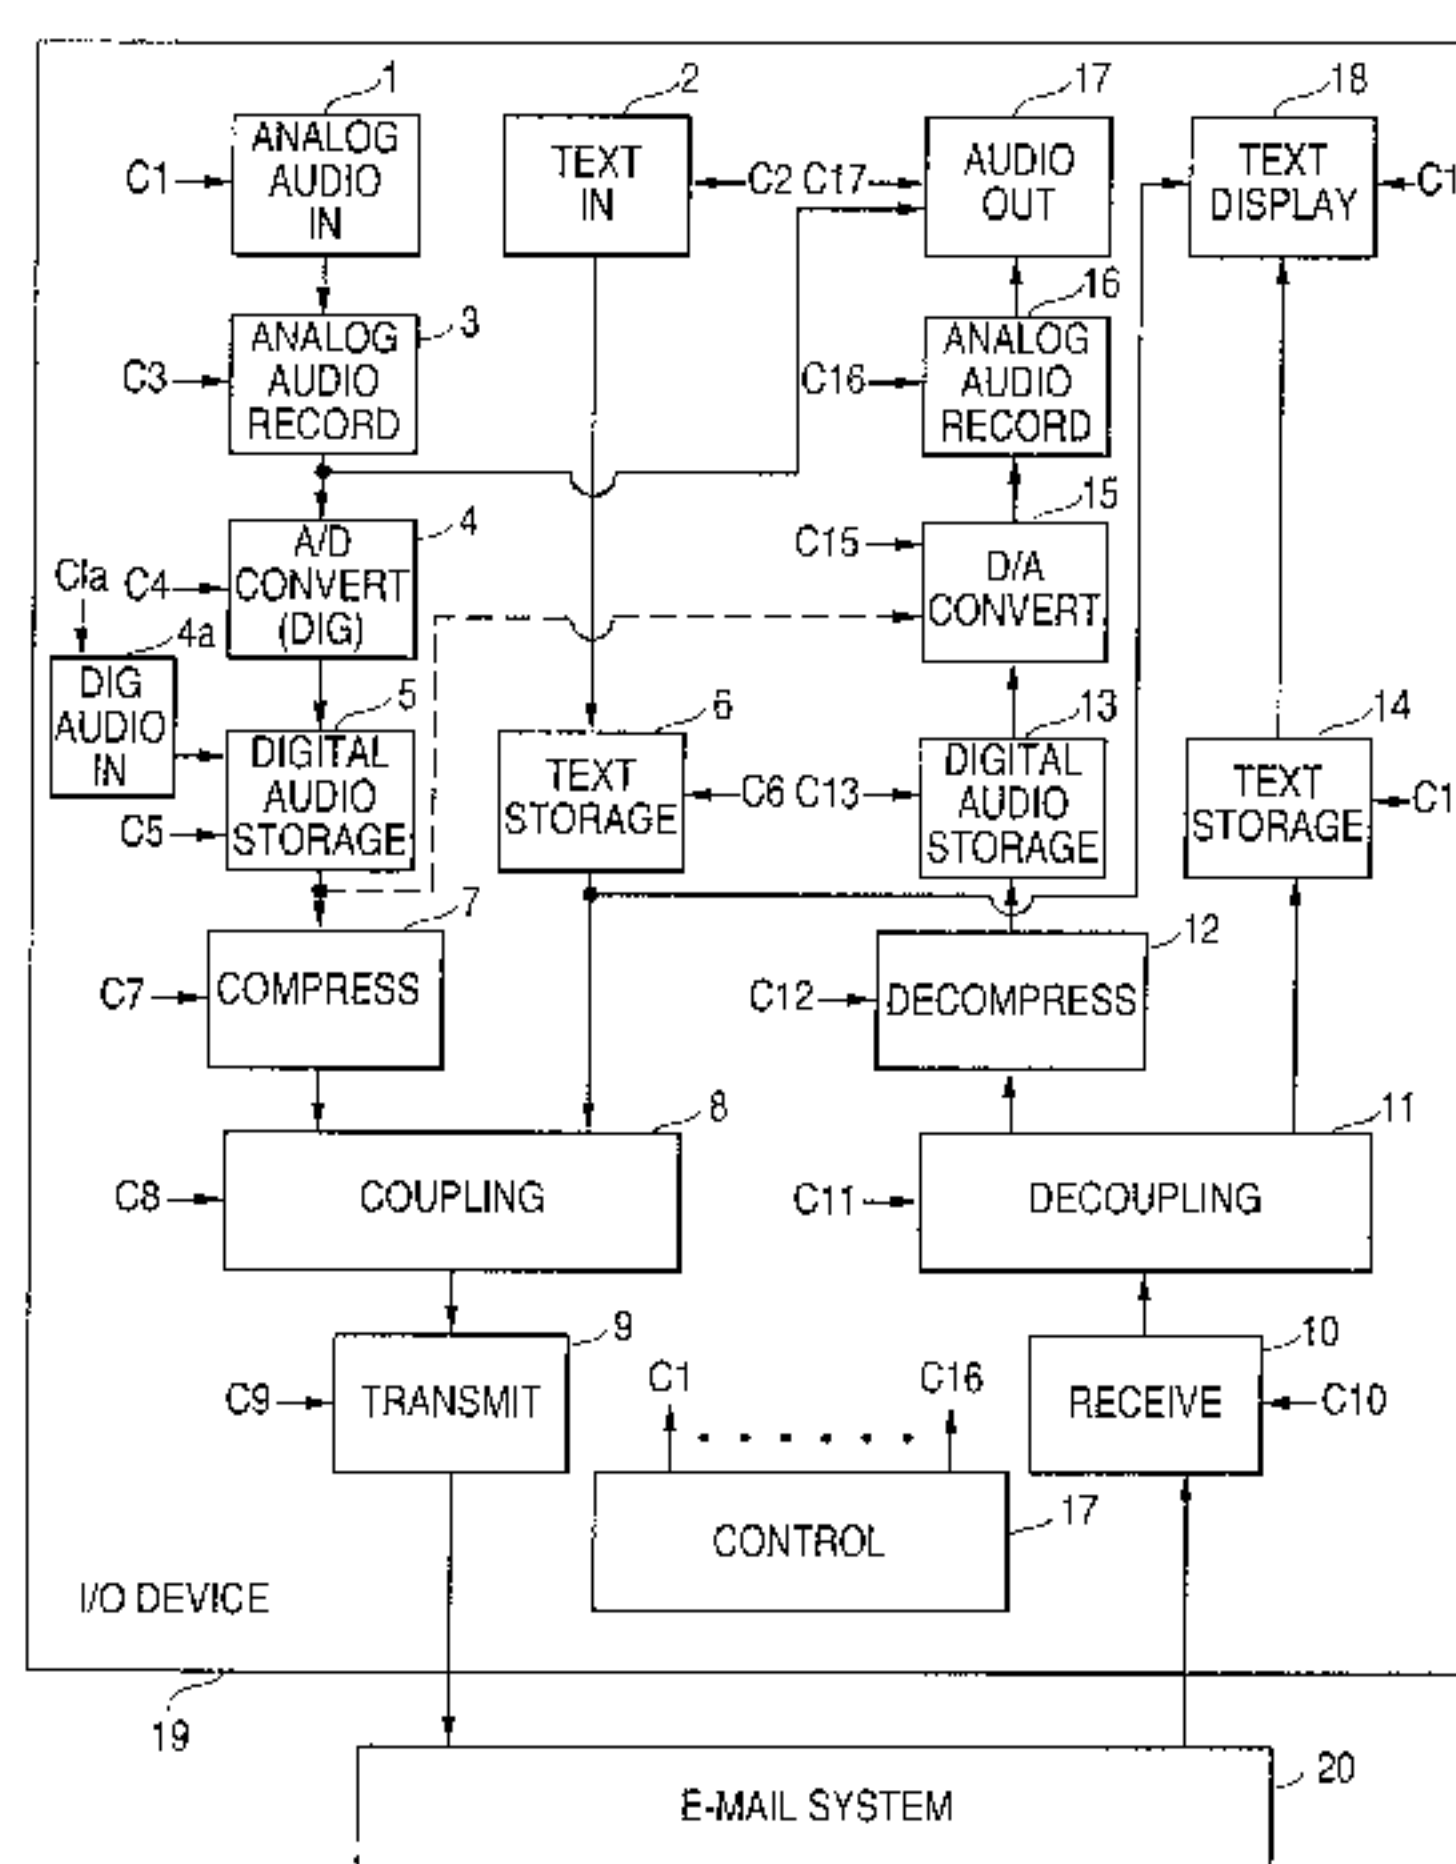 1
2
17
18
ANALOG
AUDIO
IN
TEXT
IN
AUDIO
OUT
TEXT
DISPLAY
C1
C2
C17
C1
3
16
ANALOG
AUDIO
RECORD
ANALOG
AUDIO
RECORD
C3
C16
4
15
A/D
CONVERT
(DIG)
D/A
CONVERT
CIa
C4
C15
4a
DIG
AUDIO
IN
5
6
13
14
DIGITAL
AUDIO
STORAGE
TEXT
STORAGE
DIGITAL
AUDIO
STORAGE
TEXT
STORAGE
C5
C6
C13
C1
7
12
COMPRESS
DECOMPRESS
C7
C12
8
11
COUPLING
DECOUPLING
C8
C11
9
10
TRANSMIT
RECEIVE
C9
C1
C16
C10
17
CONTROL
I/O DEVICE
19
20
E-MAIL SYSTEM